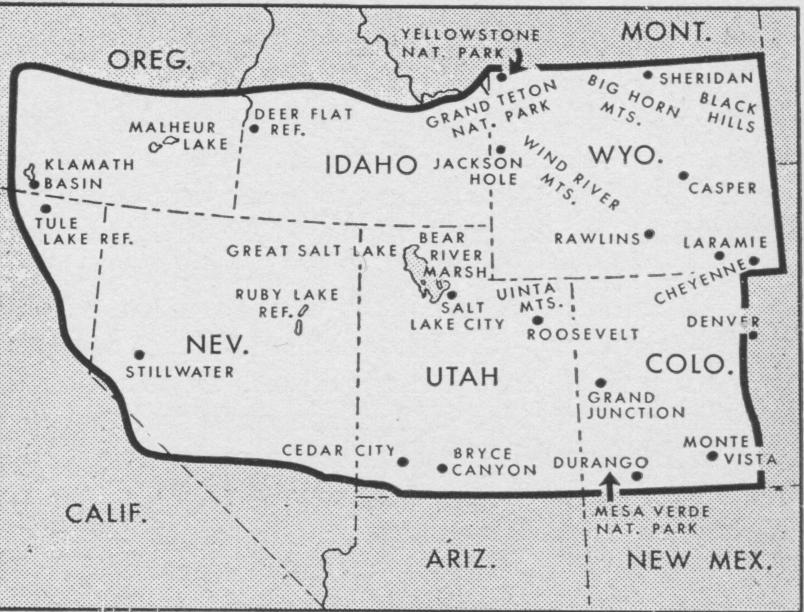 YELLOWSTONE
NAT. PARK
MONT.
OREG.
SHERIDAN
GRAND TETON
NAT. PARK
BIG HORN
MTS.
BLACK
HILLS
DEER FLAT
REF.
MALHEUR
LAKE
IDAHO
JACKSON
HOLE
WIND RIVER
MTS.
WYO.
KLAMATH
BASIN
CASPER
TULE
LAKE REF.
RAWLINS
LARAMIE
CHEYENNE
GREAT SALT LAKE
BEAR
RIVER
MARSH
RUBY LAKE
REF.
SALT
LAKE CITY
UINTA
MTS.
ROOSEVELT
DENVER
NEV.
STILLWATER
UTAH
COLO.
GRAND
JUNCTION
CEDAR CITY
BRYCE
CANYON
DURANGO
MONTE
VISTA
MESA VERDE
NAT. PARK
CALIF.
ARIZ.
NEW MEX.